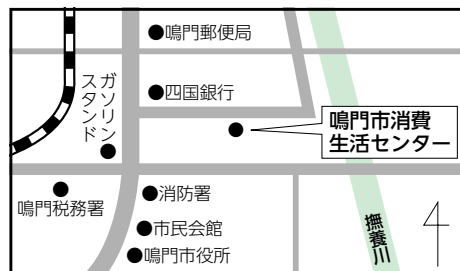 鳴門郵便局
ガソリン
スタンド
四国銀行
鳴門市消費
生活センター
鳴門税務署
消防署
市民会館
鳴門市役所
撫養川